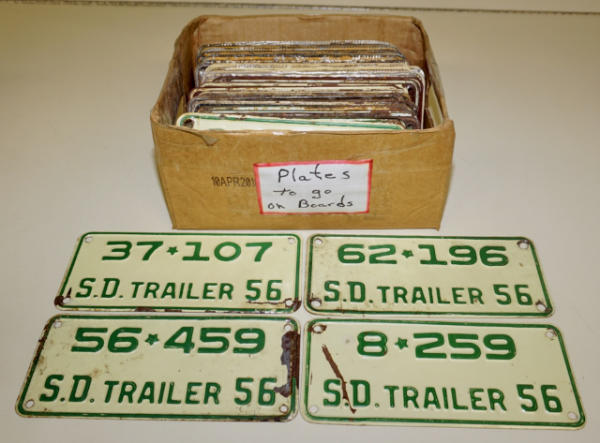 10APR201
Plates
to go
on Boards
37★107
S.D. TRAILER 56
62★196
S.D. TRAILER 56
56★459
S.D. TRAILER 56
8★259
S.D. TRAILER 56